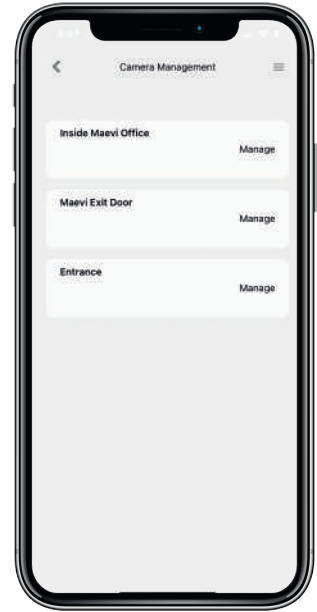 Camera Management
Inside Maevi Office
Manage
Maevi Exit Door
Manage
Entrance
Manage